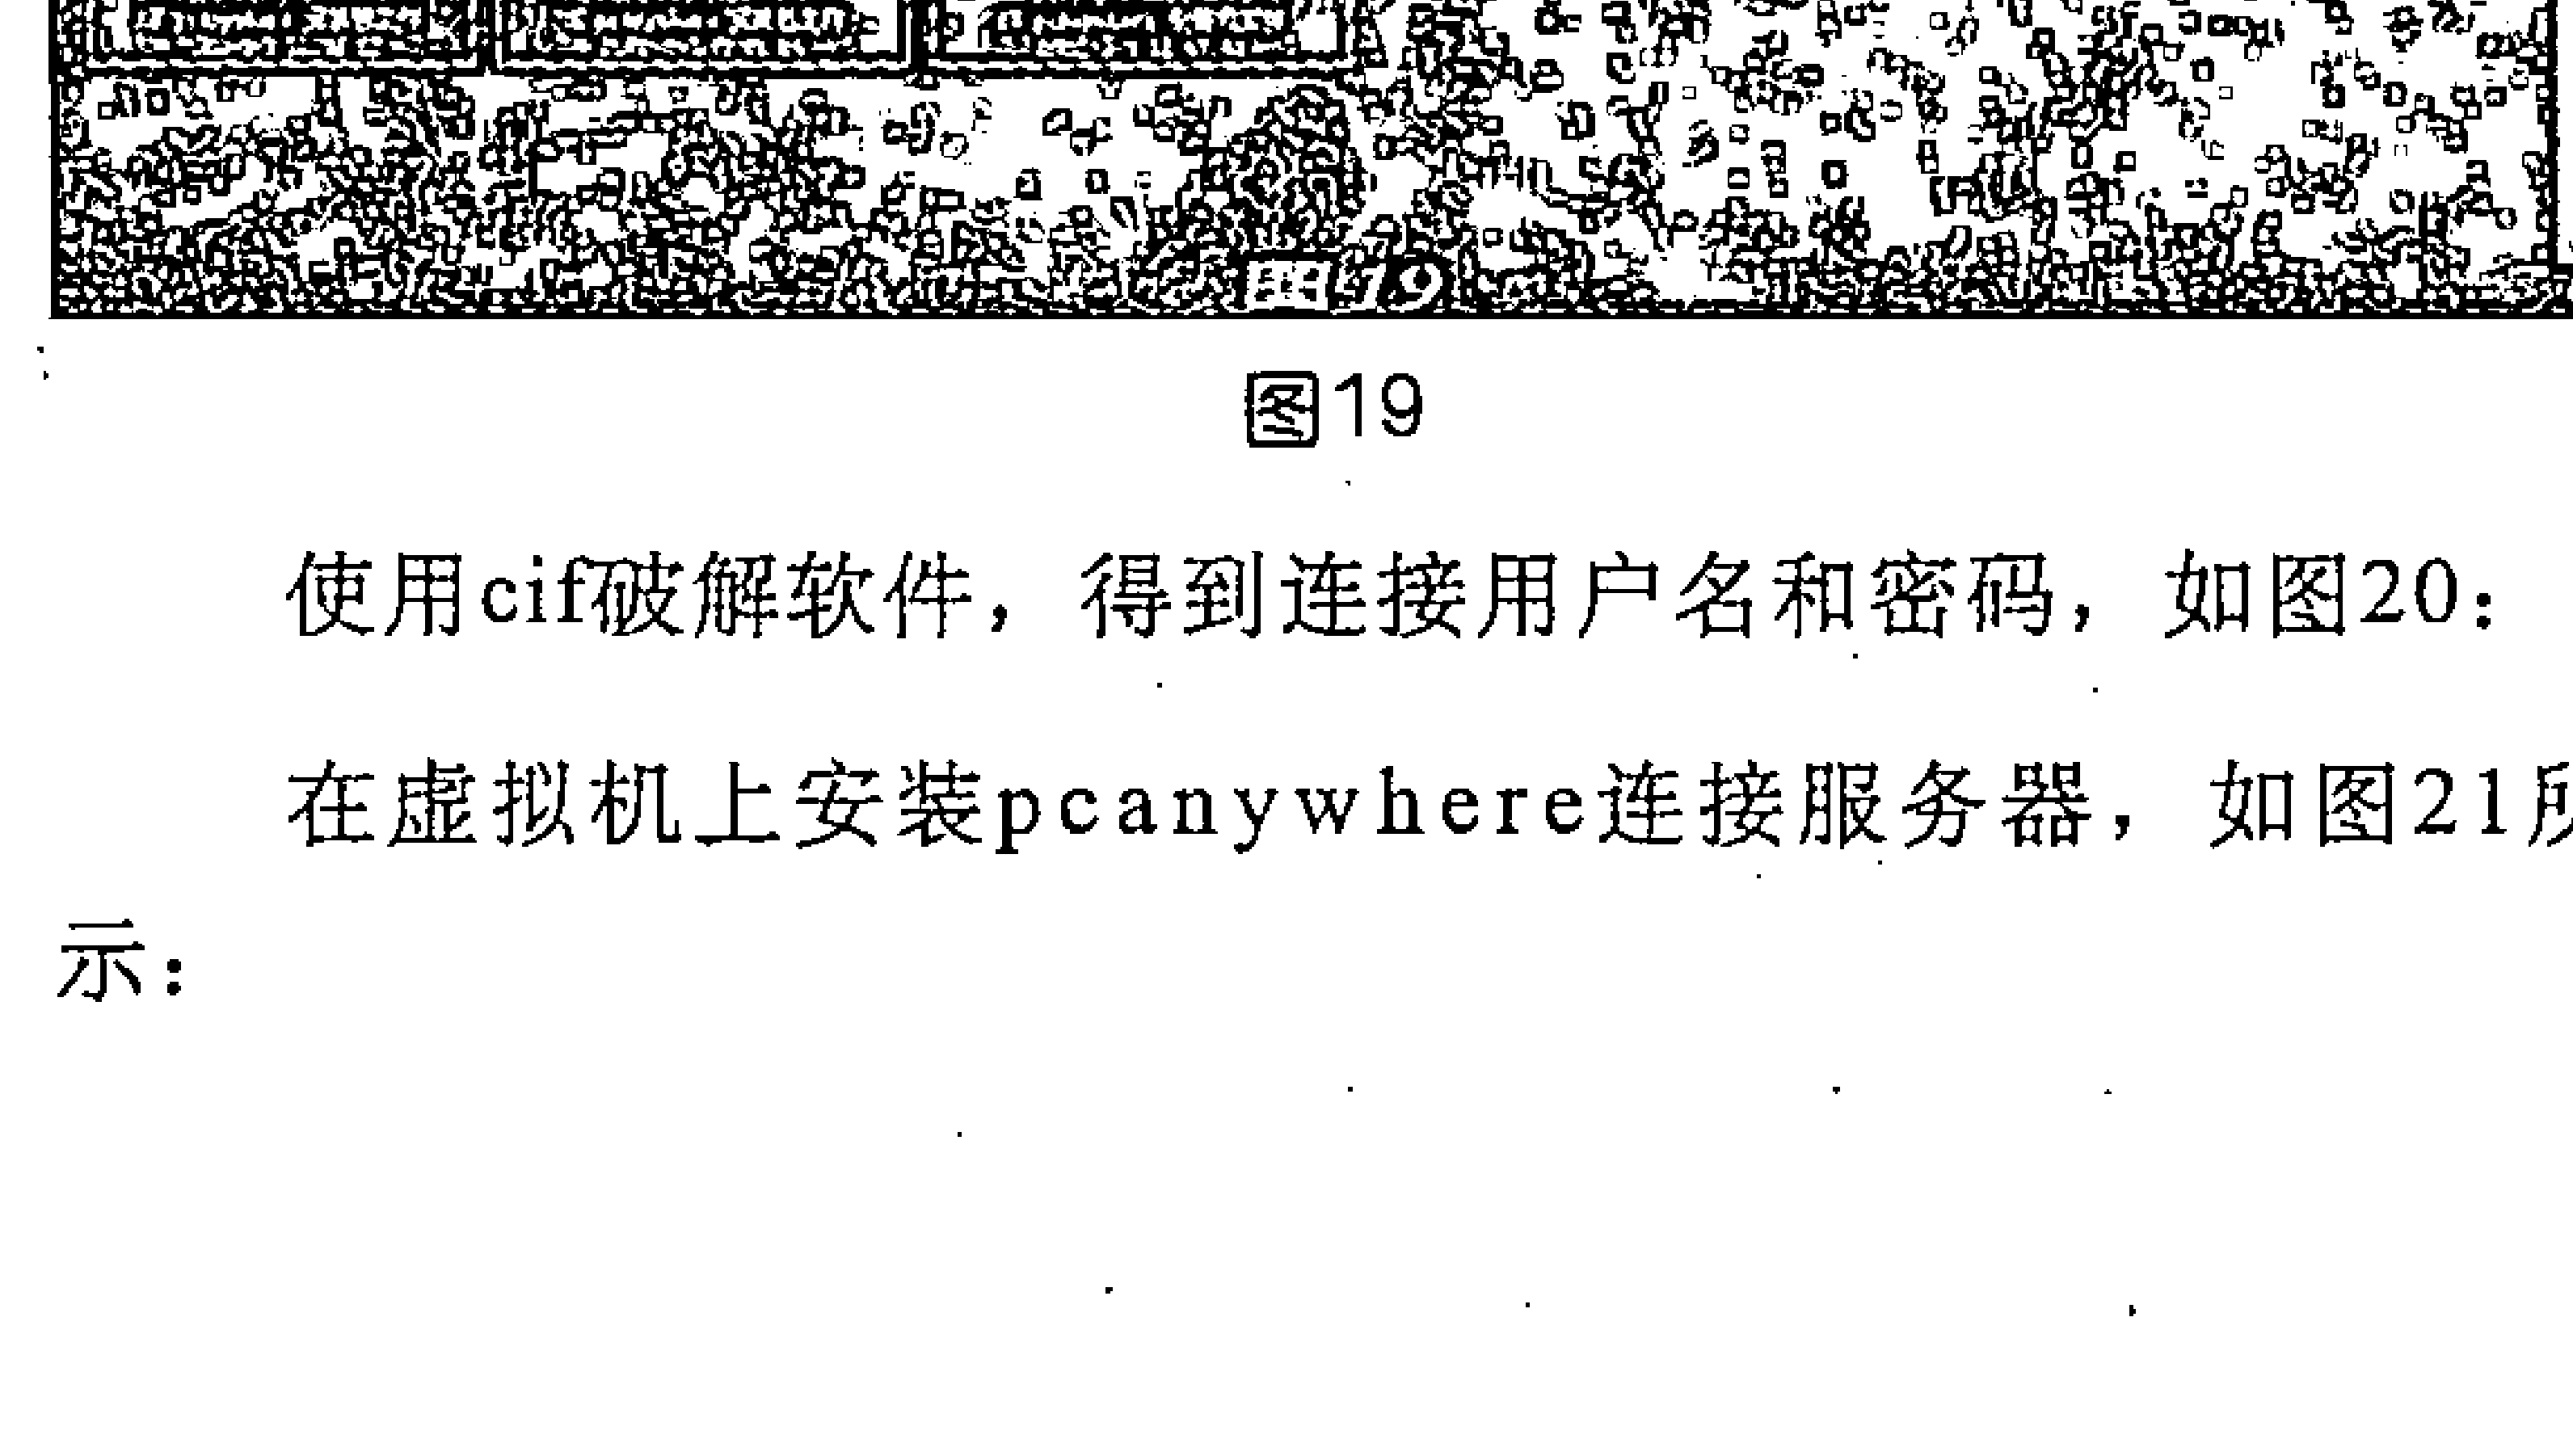 图19
使用cif破解软件，得到连接用户名和密码，如图20：
在虚拟机上安装pcanywhere连接服务器，如图21所
示：